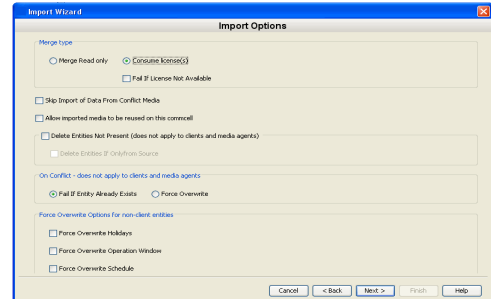 Import Wizard
Import Options
Merge type
Merge Read only
Consume license(s)
Fail If License Not Available
Skip Import of Data From Conflict Media
Allow imported media to be reused on this commcell
Delete Entities Not Present (does not apply to clients and media agents)
Delete Entities If Onlyfrom Source
On Conflict - does not apply to clients and media agents
Fail If Entity Already Exists
Force Overwrite
Force Overwrite Options for non-client entities
Force Overwrite Holidays
Force Overwrite Operation Window
Force Overwrite Schedule
Cancel
< Back
Next >
Finish
Help